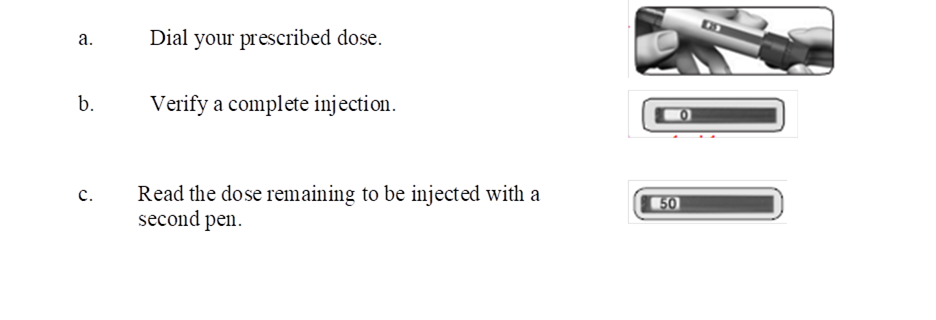 a. Dial your prescribed dose.
25
b. Verify a complete injection.
0
c. Read the dose remaining to be injected with a
50
second pen.